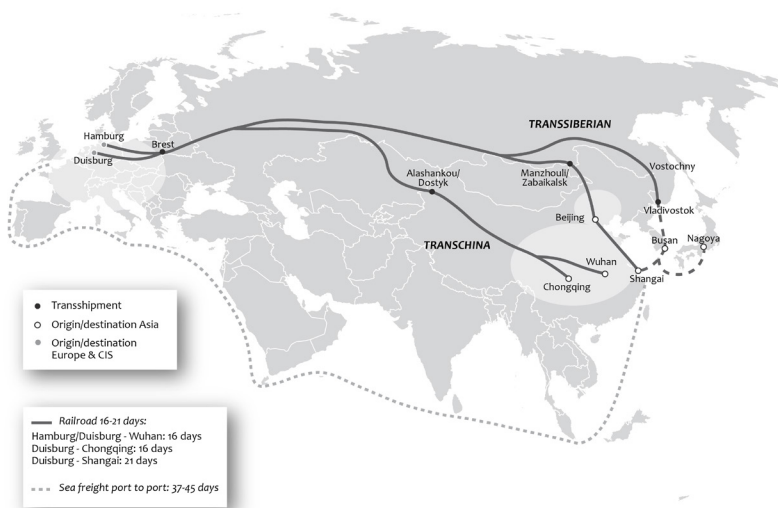 Hamburg
Duisburg
Brest
TRANSSIBERIAN
Alashankou/
Dostyk
Manzhouli/
Zabaikalsk
Vostochny
Vladivostok
Beijing
Busan
Nagoya
TRANSCHINA
Wuhan
Chongqing
Shangai
Transshipment
Origin/destination Asia
Origin/destination
Europe & CIS
Railroad 16-21 days:
Hamburg/Duisburg - Wuhan: 16 days
Duisburg - Chongqing: 16 days
Duisburg - Shangai: 21 days
Sea freight port to port: 37-45 days